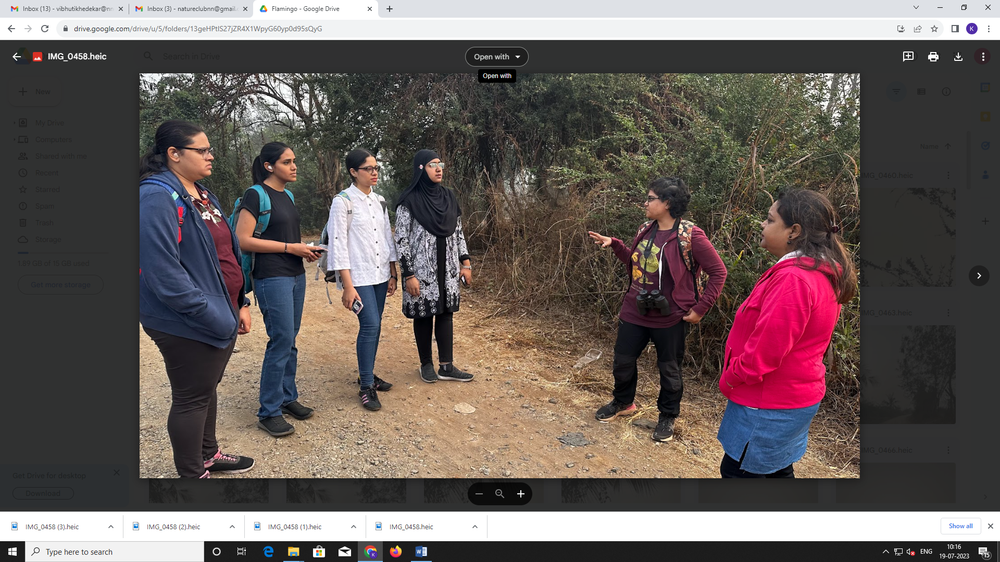 Inbox (13) - vibhutikhedekar@nn
Inbox (3) - natureclubnn@gmail.c
Flamingo - Google Drive
drive.google.com/drive/u/5/folders/13geHPtlS27jZR4X1WpyG60yp0d95sQyG
K
IMG_0458.heic
Search in Drive
Open with
Open with
New
My Drive
Computers
Shared with me
Recent
Starred
Spam
Trash
Storage
1.89 GB of 15 GB used
Get more storage
Name
IMG_0460.heic
IMG_0463.heic
IMG_0466.heic
Get Drive for desktop
Download
IMG_0458 (3).heic
IMG_0458 (2).heic
IMG_0458 (1).heic
IMG_0458.heic
Show all
Type here to search
ENG
10:16
19-07-2023
15